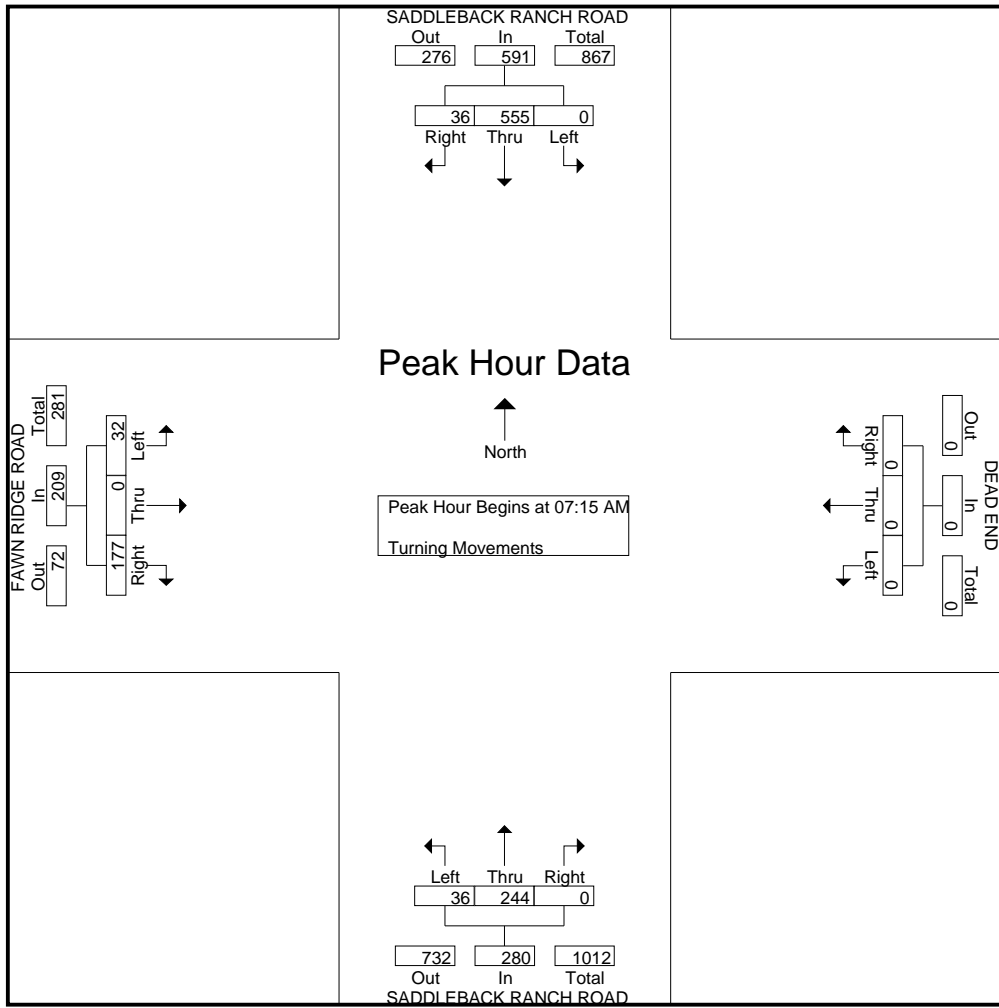 SADDLEBACK RANCH ROAD
Out In Total
276 591 867
36 555 0
Right Thru Left
Peak Hour Data
North
Peak Hour Begins at 07:15 AM
Turning Movements
FAWN RIDGE ROAD
Out In Total
72 209 281
177 0 32
Right Thru Left
DEAD END
Out In Total
0 0 0
0 0 0
Right Thru Left
Left Thru Right
36 244 0
732 280 1012
Out In Total
SADDLEBACK RANCH ROAD